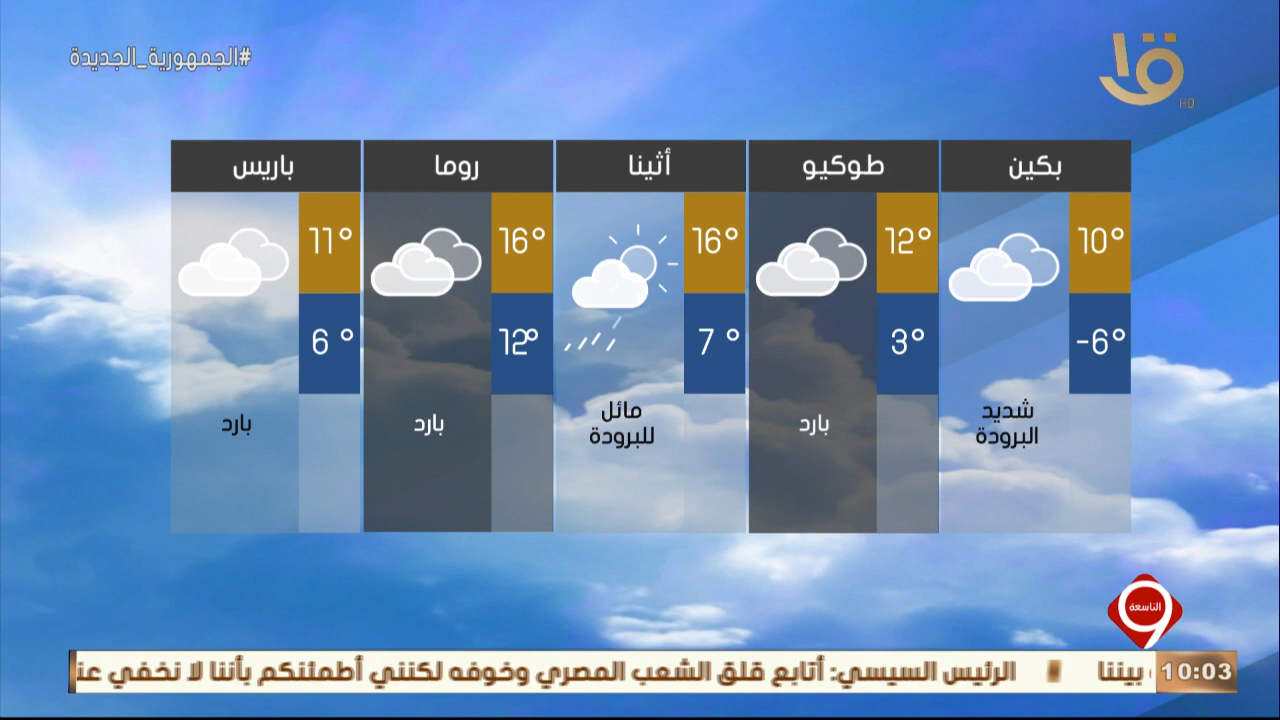 #الجمهورية_الجديدة
HD
بكين
10°
-6°
شديد
البرودة
طوكيو
12°
3°
بارد
أثينا
16°
7°
مائل
للبرودة
روما
16°
12°
بارد
باريس
11°
6°
بارد
التاسعة
9
10:03
بيننا
الرئيس السيسي: أتابع قلق الشعب المصري وخوفه لكنني أطمئنكم بأننا لا نخفي